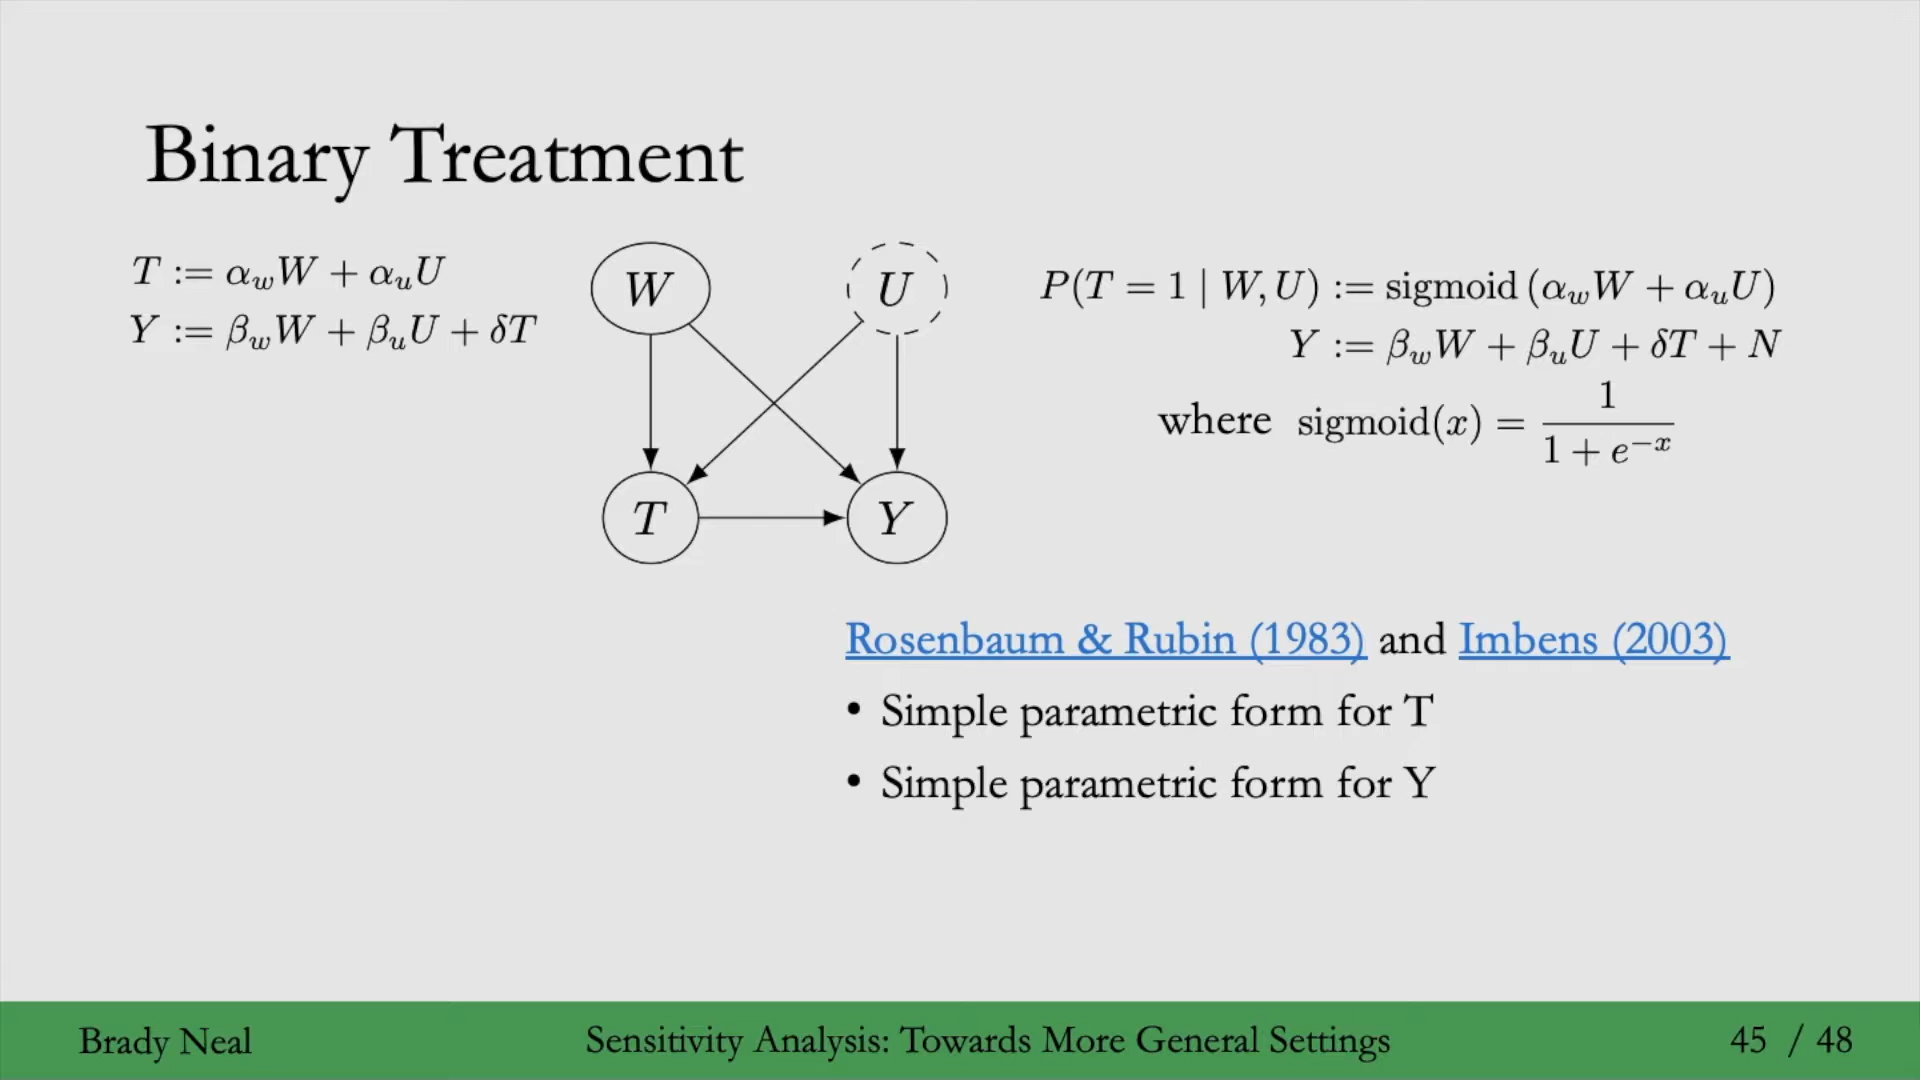 Binary Treatment
T := α_w W + α_u U
Y := β_w W + β_u U + δT
W
U
T
Y
P(T = 1 | W, U) := sigmoid (α_w W + α_u U)
Y := β_w W + β_u U + δT + N
where sigmoid(x) = 1 / (1 + e^{-x})
Rosenbaum & Rubin (1983) and Imbens (2003)
• Simple parametric form for T
• Simple parametric form for Y
Brady Neal
Sensitivity Analysis: Towards More General Settings
45 / 48